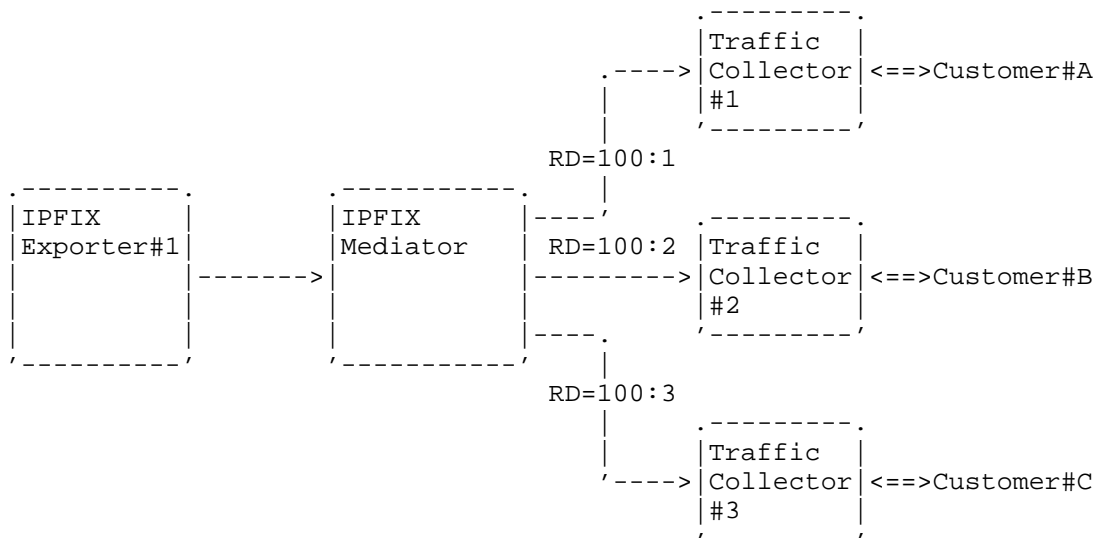 Traffic
Collector <==>Customer#A
#1
RD=100:1
IPFIX IPFIX
Exporter#1 Mediator RD=100:2 Traffic
Collector <==>Customer#B
#2
RD=100:3
Traffic
Collector <==>Customer#C
#3